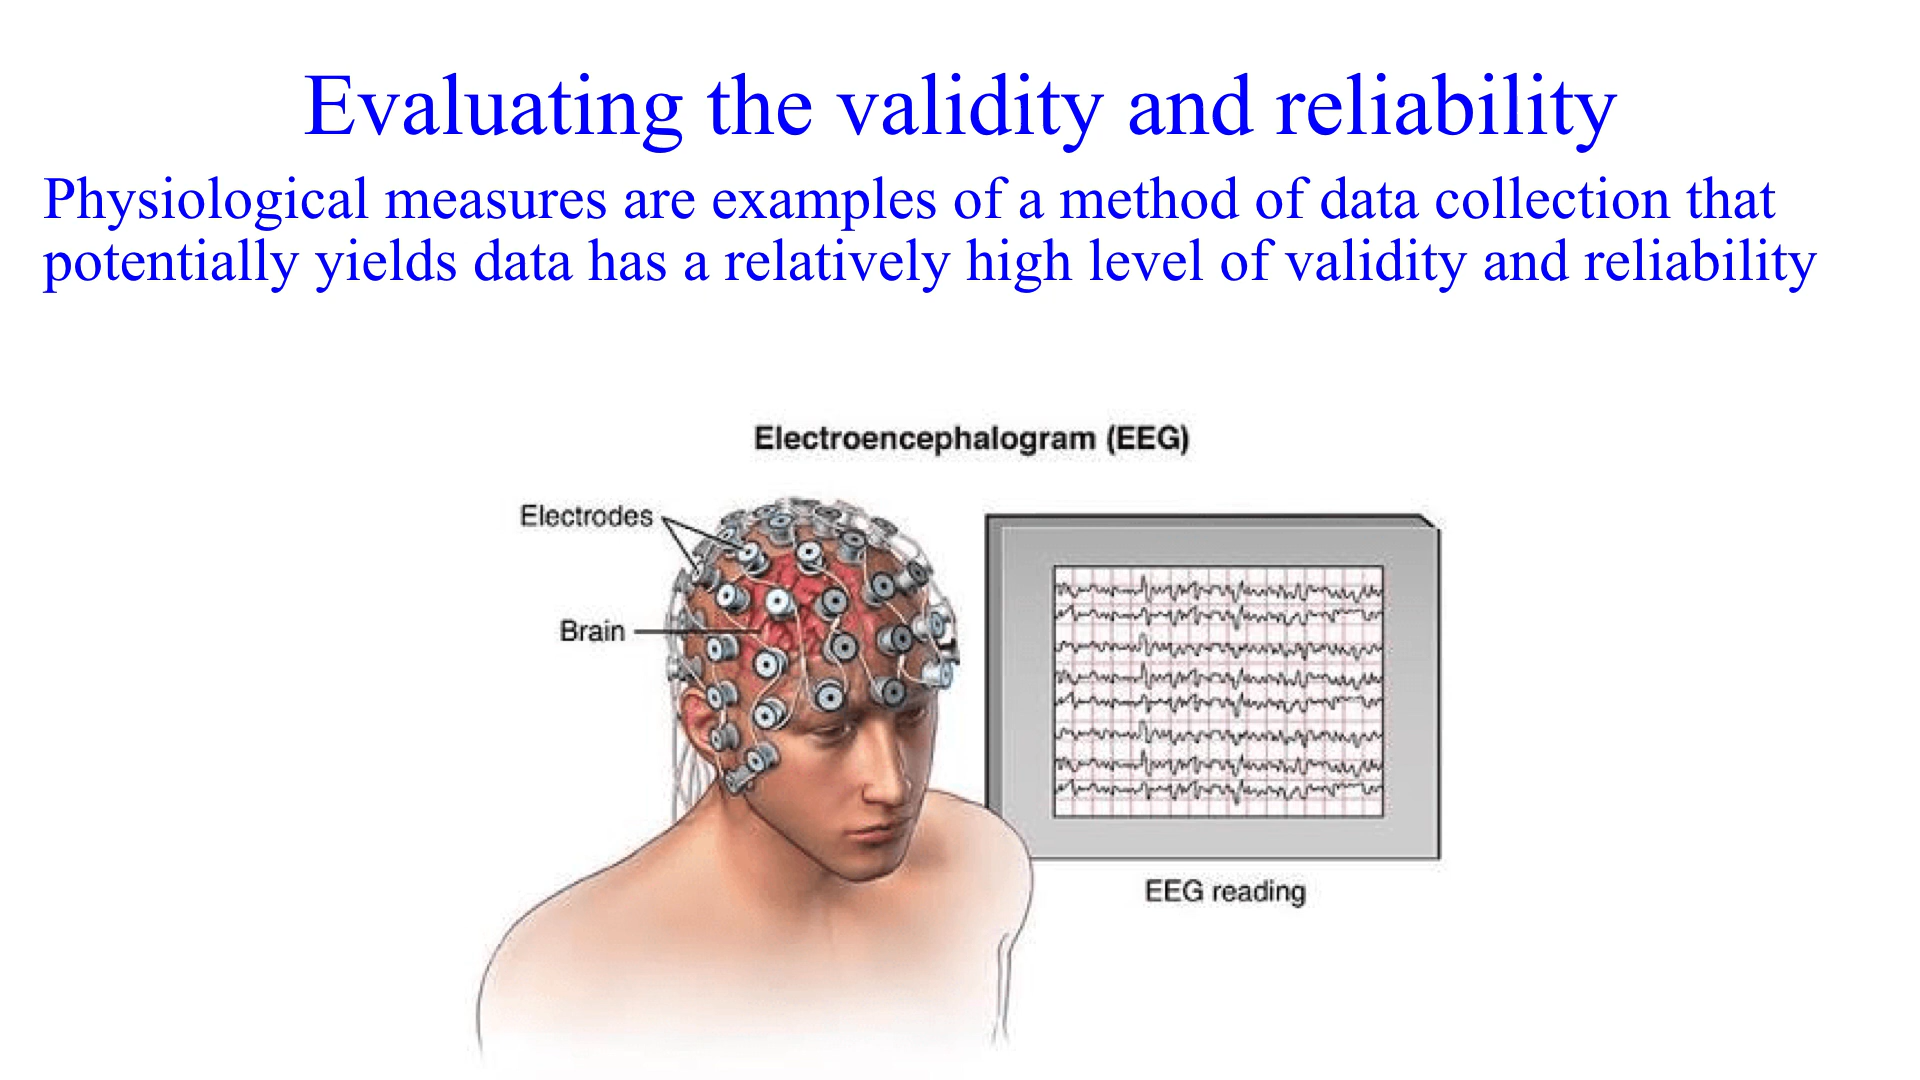 Evaluating the validity and reliability
Physiological measures are examples of a method of data collection that
potentially yields data has a relatively high level of validity and reliability
Electroencephalogram (EEG)
Electrodes
Brain
EEG reading